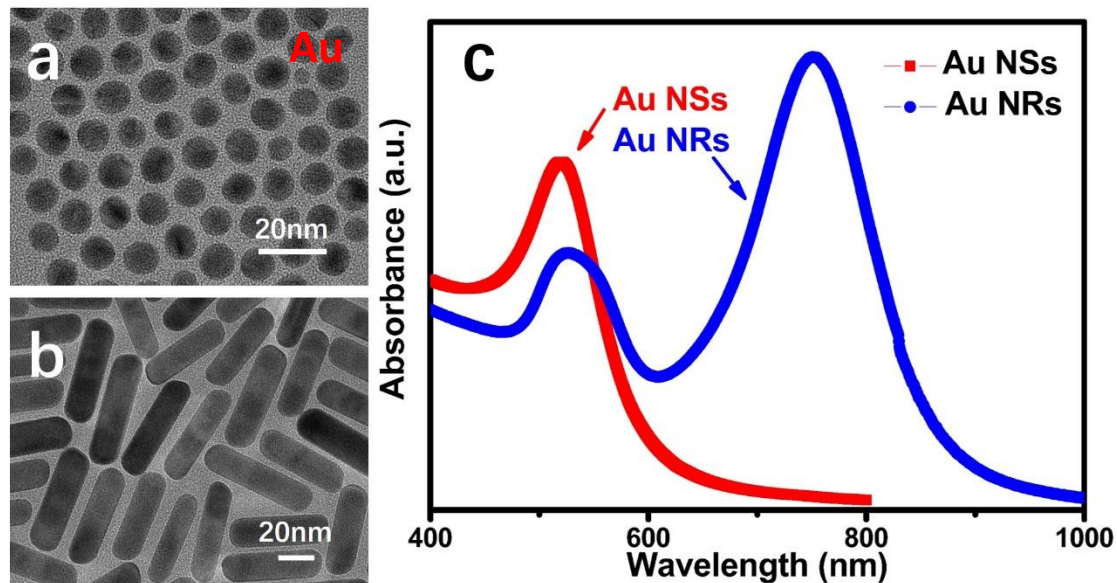 a
Au
20nm
b
20nm
c
Au NSs
Au NRs
Au NSs
Au NRs
Absorbance (a.u.)
400
600
800
1000
Wavelength (nm)